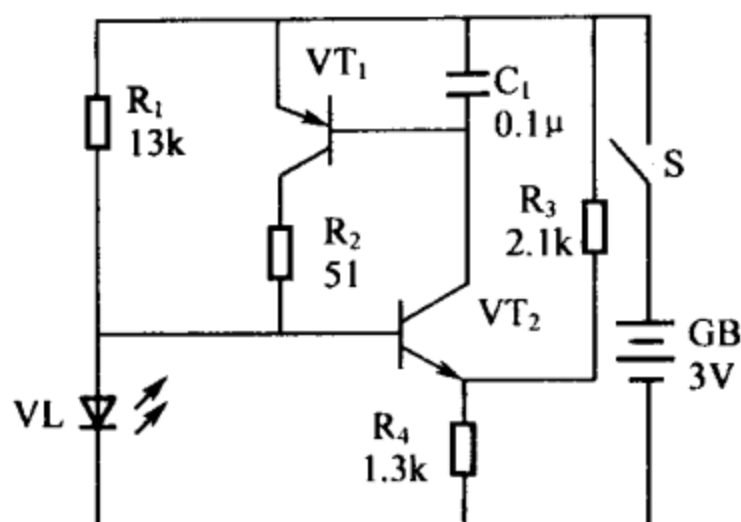 VT₁
R₁
13k
C₁
0.1μ
S
R₂
51
R₃
2.1k
VT₂
GB
3V
VL
R₄
1.3k